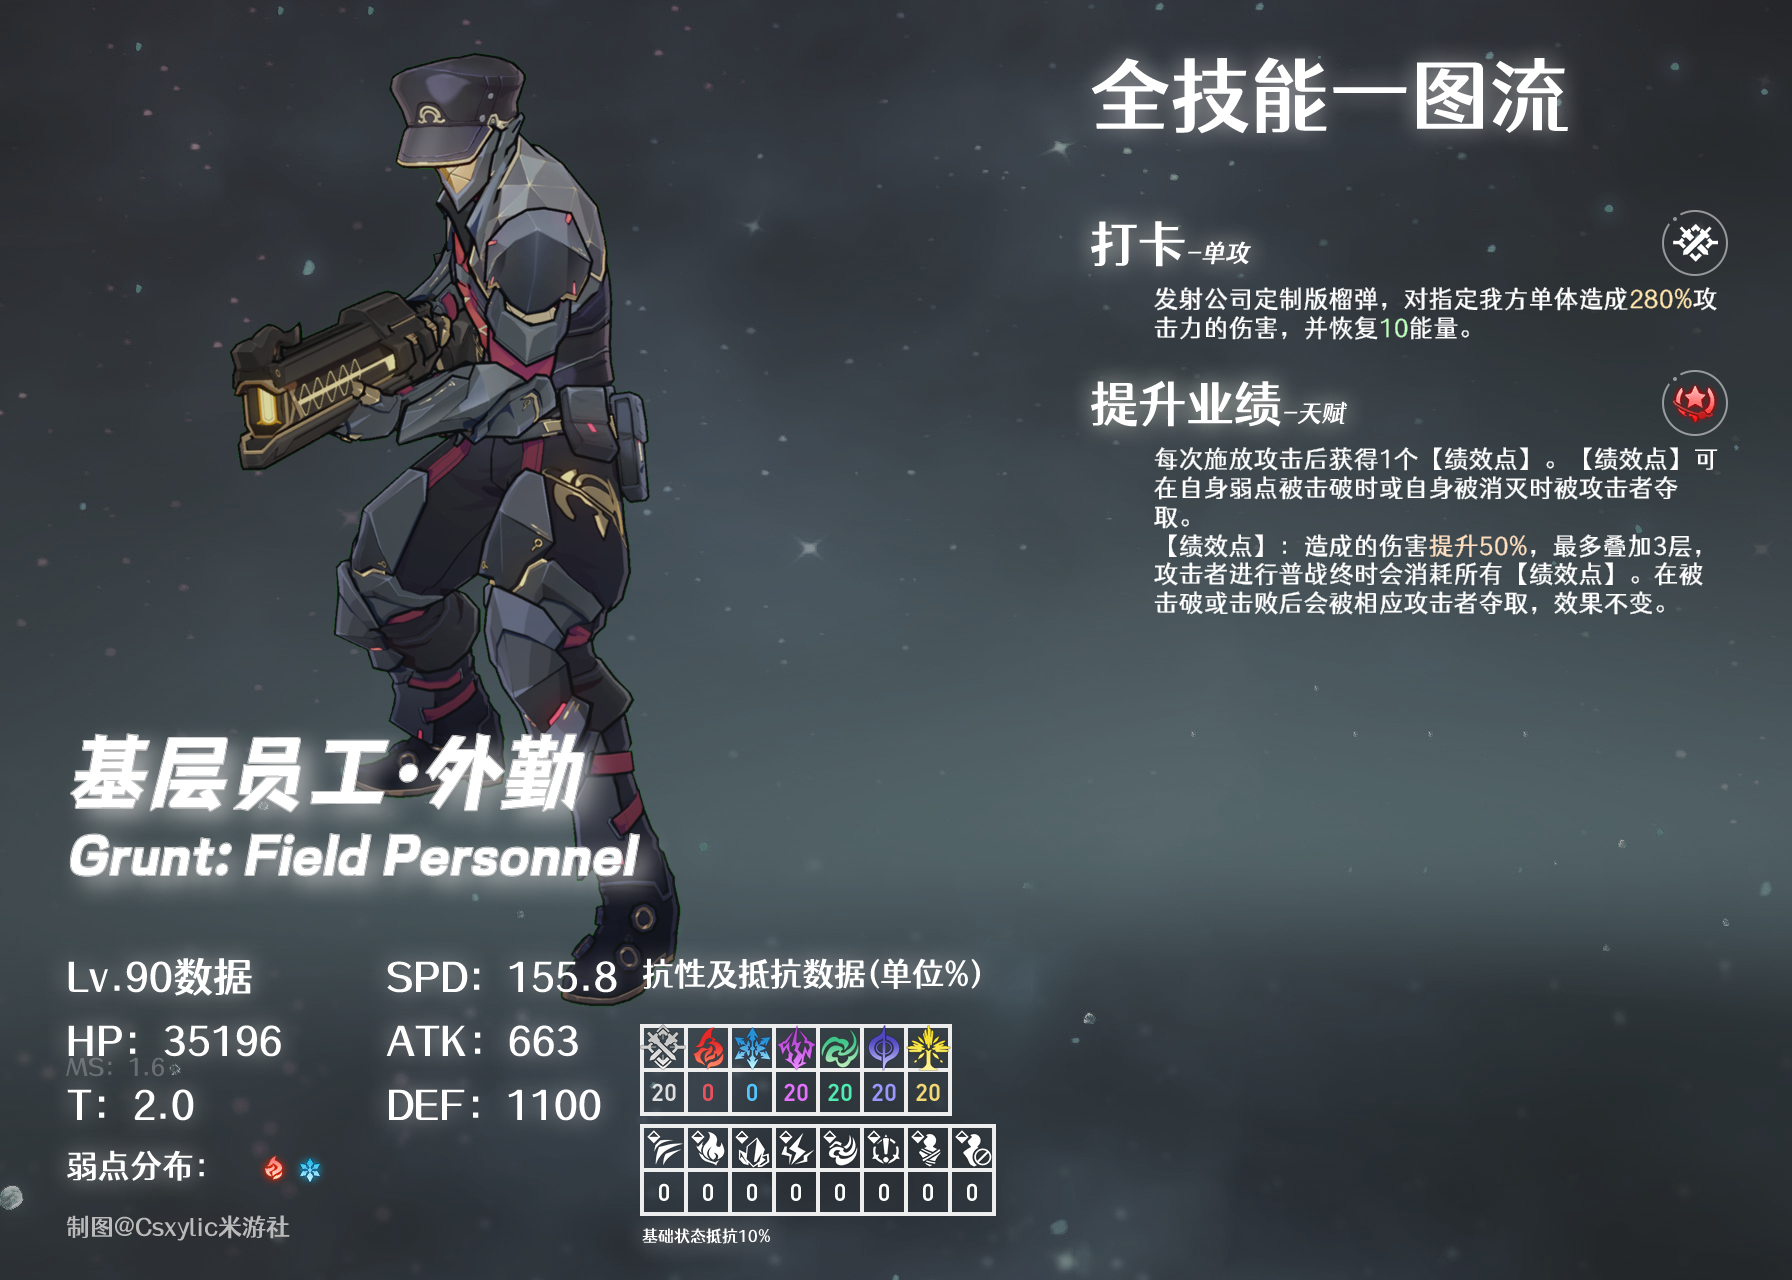 全技能一图流
打卡-单攻
发射公司定制版榴弹，对指定我方单体造成280%攻
击力的伤害，并恢复10能量。
提升业绩-天赋
每次施放攻击后获得1个【绩效点】。【绩效点】可
在自身弱点被击破时或自身被消灭时被攻击者夺
取。
【绩效点】：造成的伤害提升50%，最多叠加3层，
攻击者进行普战终时会消耗所有【绩效点】。在被
击破或击败后会被相应攻击者夺取，效果不变。
基层员工·外勤
Grunt: Field Personnel
Lv.90数据
SPD：155.8
HP：35196
ATK：663
MS：1.6
T：2.0
DEF：1100
弱点分布：
制图@Csxylic米游社
抗性及抵抗数据(单位%)
20 0 0 20 20 20 20
0 0 0 0 0 0 0 0
基础状态抵抗10%